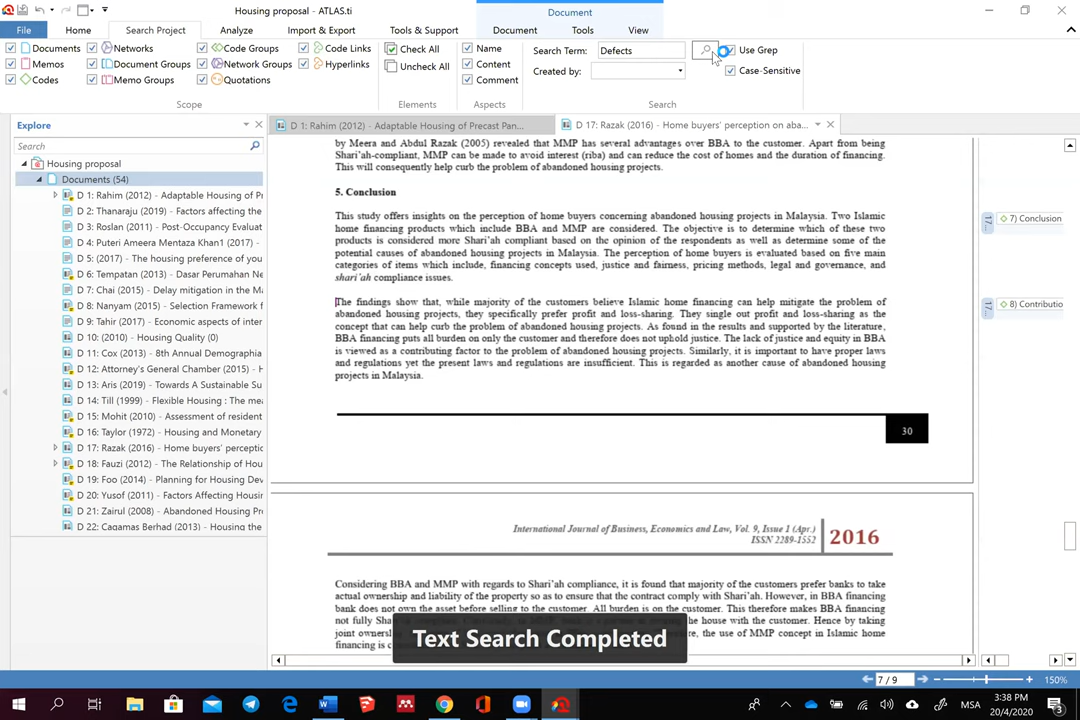 Housing proposal - ATLAS.ti
Document
File
Home
Search Project
Analyze
Import & Export
Tools & Support
Document
Tools
View
Documents
Networks
Code Groups
Code Links
Memos
Document Groups
Network Groups
Hyperlinks
Codes
Memo Groups
Quotations
Scope
Check All
Uncheck All
Elements
Name
Content
Comment
Aspects
Search Term: Defects
Created by:
Use Grep
Case-Sensitive
Search
Explore
Search
Housing proposal
Documents (54)
D 1: Rahim (2012) - Adaptable Housing of Pr
D 2: Thanaraju (2019) - Factors affecting the
D 3: Roslan (2011) - Post-Occupancy Evaluat
D 4: Puteri Ameera Mentaza Khan1 (2017) -
D 5: (2017) - The housing preference of you
D 6: Tempatan (2013) - Dasar Perumahan Ne
D 7: Chai (2015) - Delay mitigation in the Ma
D 8: Nanyam (2015) - Selection Framework f
D 9: Tahir (2017) - Economic aspects of inter
D 10: (2010) - Housing Quality (0)
D 11: Cox (2013) - 8th Annual Demographia
D 12: Attorney's General Chamber (2015) - H
D 13: Aris (2019) - Towards A Sustainable Su
D 14: Till (1999) - Flexible Housing : The mea
D 15: Mohit (2010) - Assessment of resident
D 16: Taylor (1972) - Housing and Monetary
D 17: Razak (2016) - Home buyers' perceptio
D 18: Fauzi (2012) - The Relationship of Hou
D 19: Foo (2014) - Planning for Housing Dev
D 20: Yusof (2011) - Factors Affecting Housin
D 21: Zairul (2008) - Abandoned Housing Pro
D 22: Cagamas Berhad (2013) - Housing the
D 1: Rahim (2012) - Adaptable Housing of Precast Pan...
D 17: Razak (2016) - Home buyers' perception on aba...
by Meera and Abdul Razak (2005) revealed that MMP has several advantages over BBA to the customer. Apart from being
Shari'ah-compliant, MMP can be made to avoid interest (riba) and can reduce the cost of homes and the duration of financing.
This will consequently help curb the problem of abandoned housing projects.
5. Conclusion
This study offers insights on the perception of home buyers concerning abandoned housing projects in Malaysia. Two Islamic
home financing products which include BBA and MMP are considered. The objective is to determine which of these two
products is considered more Shari'ah compliant based on the opinion of the respondents as well as determine some of the
potential causes of abandoned housing projects in Malaysia. The perception of home buyers is evaluated based on five main
categories of items which include, financing concepts used, justice and fairness, pricing methods, legal and governance, and
shari'ah compliance issues.
The findings show that, while majority of the customers believe Islamic home financing can help mitigate the problem of
abandoned housing projects, they specifically prefer profit and loss-sharing. They single out profit and loss-sharing as the
concept that can help curb the problem of abandoned housing projects. As found in the results and supported by the literature,
BBA financing puts all burden on only the customer and therefore does not uphold justice. The lack of justice and equity in BBA
is viewed as a contributing factor to the problem of abandoned housing projects. Similarly, it is important to have proper laws
and regulations yet the present laws and regulations are insufficient. This is regarded as another cause of abandoned housing
projects in Malaysia.
30
International Journal of Business, Economics and Law, Vol. 9, Issue 1 (Apr.)
ISSN 2289-1552
2016
Considering BBA and MMP with regards to Shari'ah compliance, it is found that majority of the customers prefer banks to take
actual ownership and liability of the property so as to ensure that the contract comply with Shari'ah. However, in BBA financing
bank does not own the asset before selling to the customer. All burden is on the customer. This therefore makes BBA financing
not fully Sha
the house with the customer. Hence by taking
joint ownersh
the use of MMP concept in Islamic home
financing is c
Text Search Completed
17
7) Conclusion
17
8) Contributio
7 / 9
150%
MSA
3:38 PM
20/4/2020
3